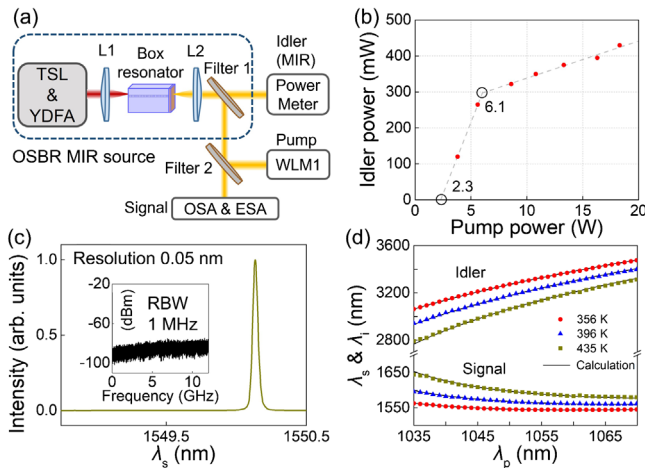 (a)
L1
Box resonator
L2
Filter 1
Idler (MIR)
TSL & YDFA
Power Meter
OSBR MIR source
Filter 2
Pump
WLM1
Signal
OSA & ESA
(b)
Idler power (mW)
500
400
300
200
100
0
6.1
2.3
0 5 10 15 20
Pump power (W)
(c)
Resolution 0.05 nm
Intensity (arb. units)
1.0
0.5
0.0
(dBm)
-20
-60
-100
RBW
1 MHz
0 5 10
Frequency (GHz)
1549.5 1550.5
λs (nm)
(d)
λs & λi (nm)
3600
3200
2800
1650
1550
Idler
356 K
396 K
435 K
Calculation
Signal
1035 1045 1055 1065
λp (nm)